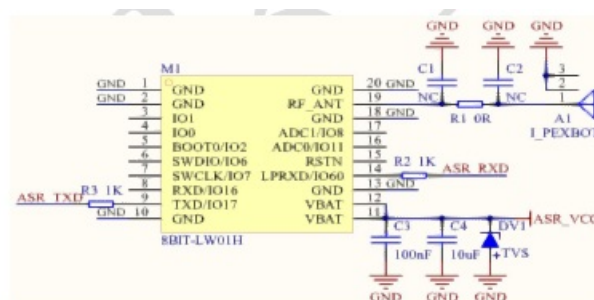 GND GND GND
M1
C1 C2
GND 1 GND GND 20 GND
GND 2 GND RF_ANT 19 NC NC
3 IO1 GND 18 GND R1 0R A1
4 IO0 ADC1/IO8 17 I_PEXBOT
5 BOOT0/IO2 ADC0/IO11 16
6 SWDIO/IO6 RSTN 15 R2 1K ASR_RXD
7 SWCLK/IO7 LPRXD/IO60 14
8 RXD/IO16 GND 13 GND
ASR_TXD R3 1K 9 TXD/IO17 VBAT 12
GND 10 GND VBAT 11 ASR_VCC
8BIT-LW01H
C3 C4 DV1
100nF 10uF TVS
GND GND GND
3
2
1